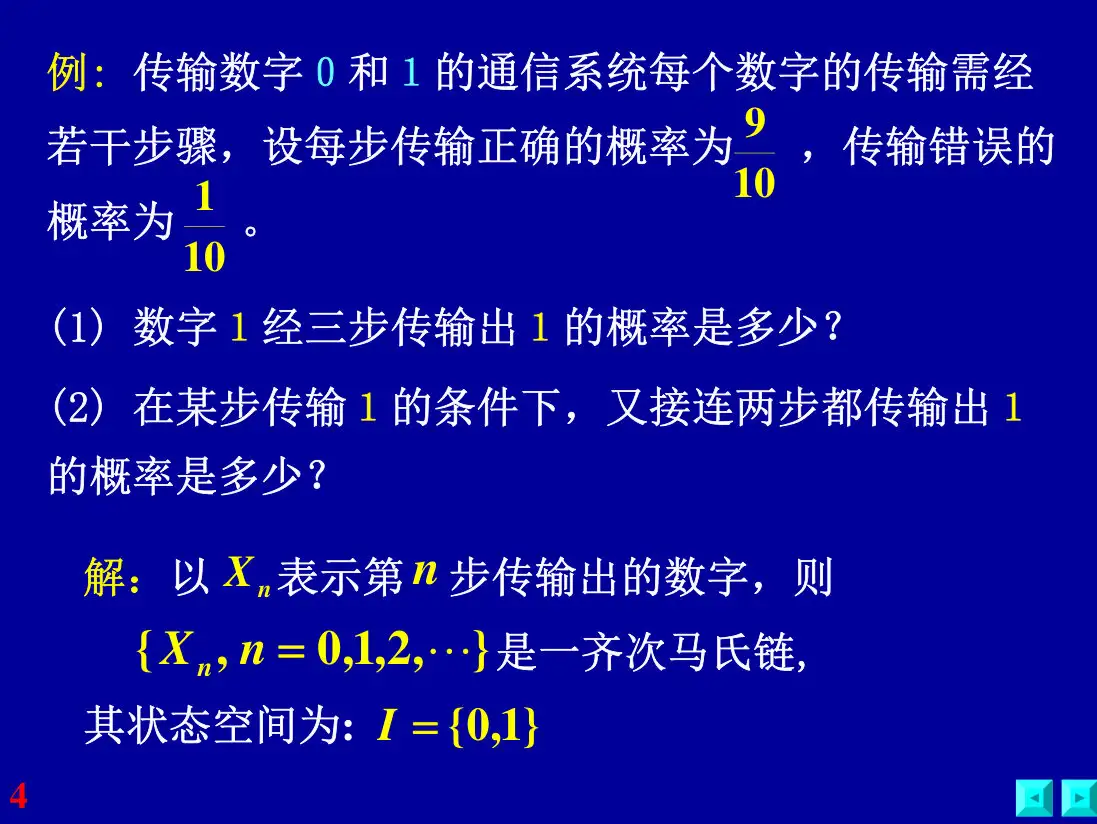 例: 传输数字 0 和 1 的通信系统每个数字的传输需经
若干步骤，设每步传输正确的概率为 9/10 ，传输错误的
概率为 1/10 。
(1) 数字 1 经三步传输出 1 的概率是多少?
(2) 在某步传输 1 的条件下，又接连两步都传输出 1
的概率是多少?
解：以 Xₙ 表示第 n 步传输出的数字，则
{ Xₙ, n = 0,1,2,⋯} 是一齐次马氏链,
其状态空间为: I = {0,1}
4